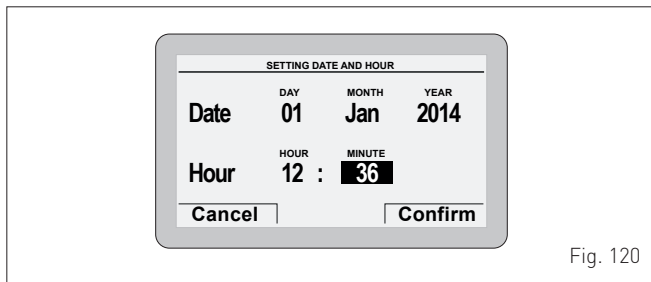 SETTING DATE AND HOUR
DAY MONTH YEAR
Date 01 Jan 2014
HOUR MINUTE
Hour 12 : 36
Cancel Confirm
Fig. 120